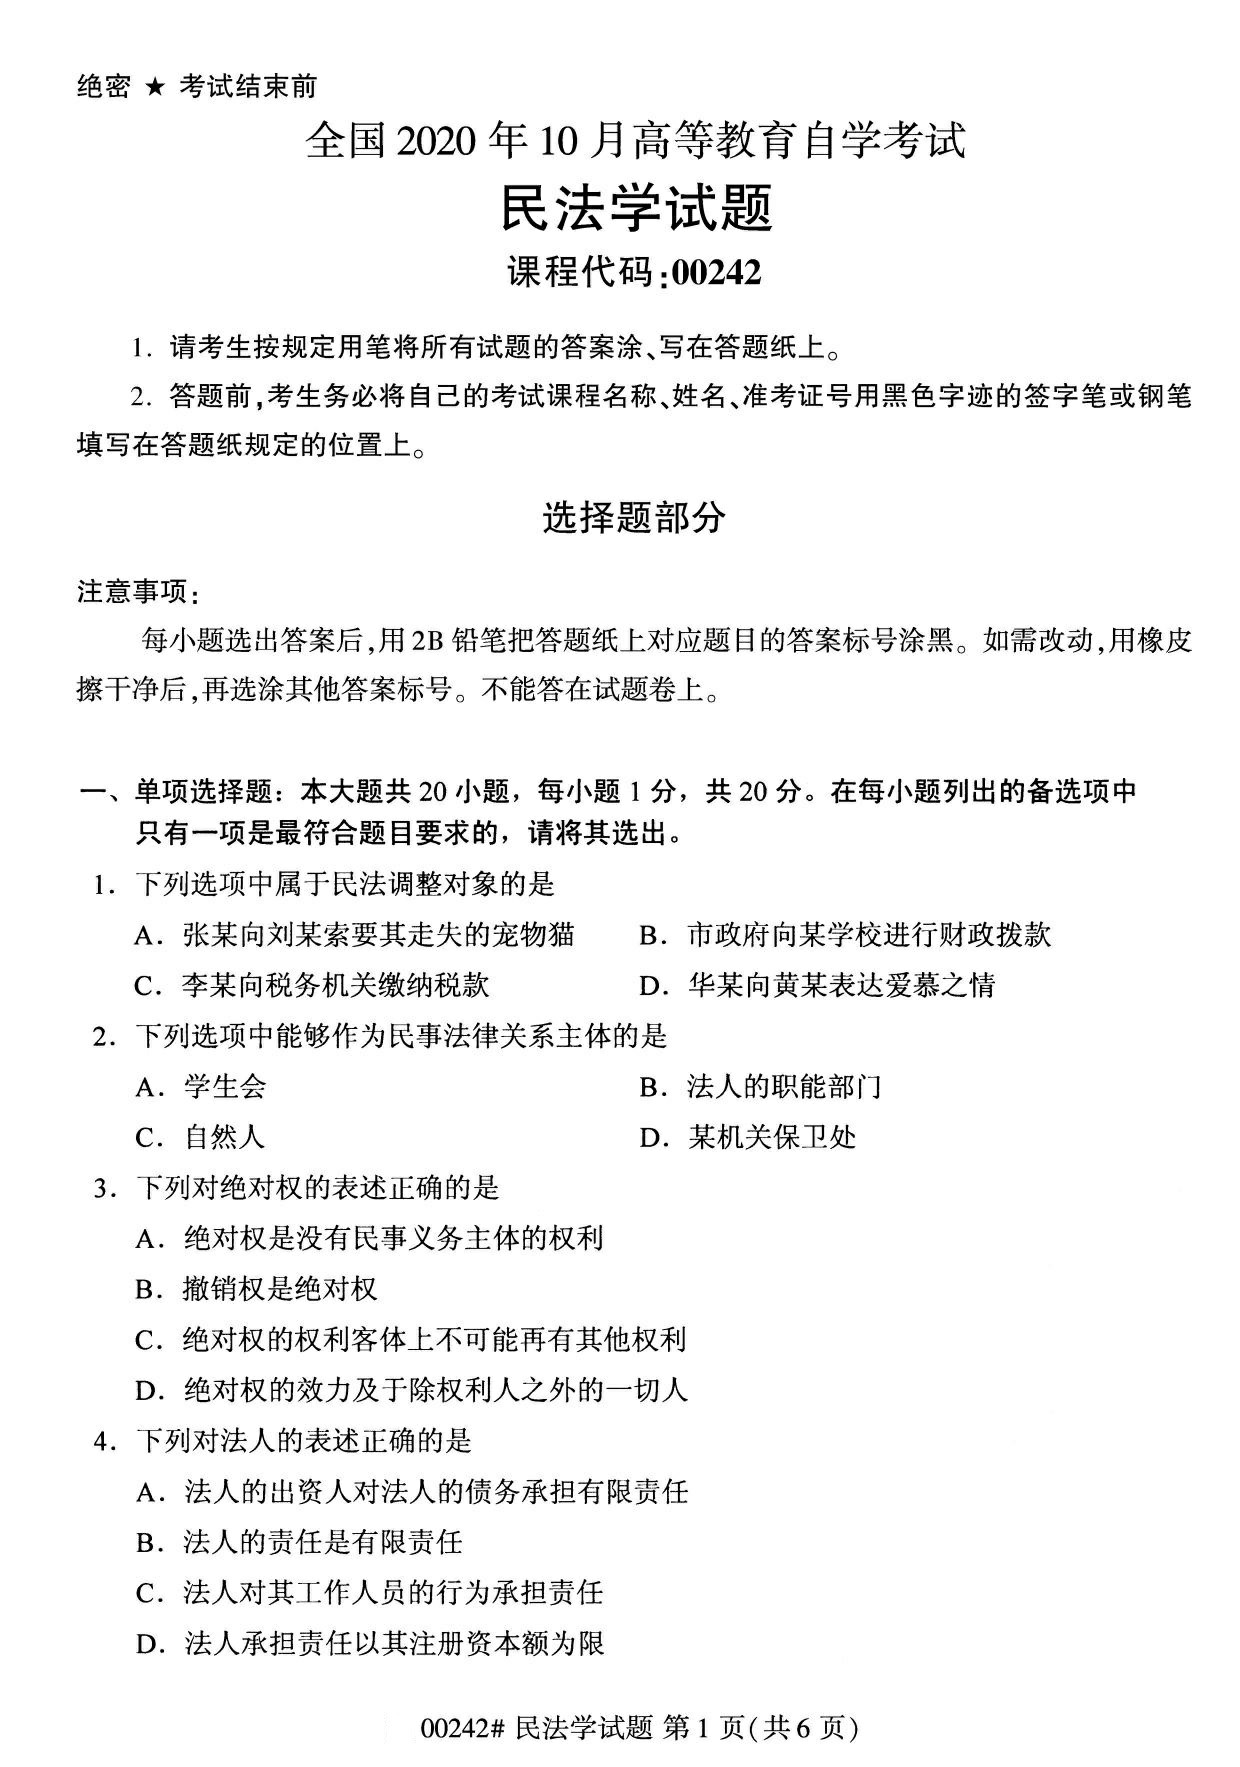 绝密 ★ 考试结束前
全国 2020 年 10 月高等教育自学考试
民法学试题
课程代码:00242
1. 请考生按规定用笔将所有试题的答案涂、写在答题纸上。
2. 答题前,考生务必将自己的考试课程名称、姓名、准考证号用黑色字迹的签字笔或钢笔
填写在答题纸规定的位置上。
选择题部分
注意事项:
每小题选出答案后,用 2B 铅笔把答题纸上对应题目的答案标号涂黑。如需改动,用橡皮
擦干净后,再选涂其他答案标号。不能答在试题卷上。
一、单项选择题：本大题共 20 小题，每小题 1 分，共 20 分。在每小题列出的备选项中
只有一项是最符合题目要求的，请将其选出。
1. 下列选项中属于民法调整对象的是
A. 张某向刘某索要其走失的宠物猫 B. 市政府向某学校进行财政拨款
C. 李某向税务机关缴纳税款 D. 华某向黄某表达爱慕之情
2. 下列选项中能够作为民事法律关系主体的是
A. 学生会 B. 法人的职能部门
C. 自然人 D. 某机关保卫处
3. 下列对绝对权的表述正确的是
A. 绝对权是没有民事义务主体的权利
B. 撤销权是绝对权
C. 绝对权的权利客体上不可能再有其他权利
D. 绝对权的效力及于除权利人之外的一切人
4. 下列对法人的表述正确的是
A. 法人的出资人对法人的债务承担有限责任
B. 法人的责任是有限责任
C. 法人对其工作人员的行为承担责任
D. 法人承担责任以其注册资本额为限
00242# 民法学试题 第 1 页(共 6 页)